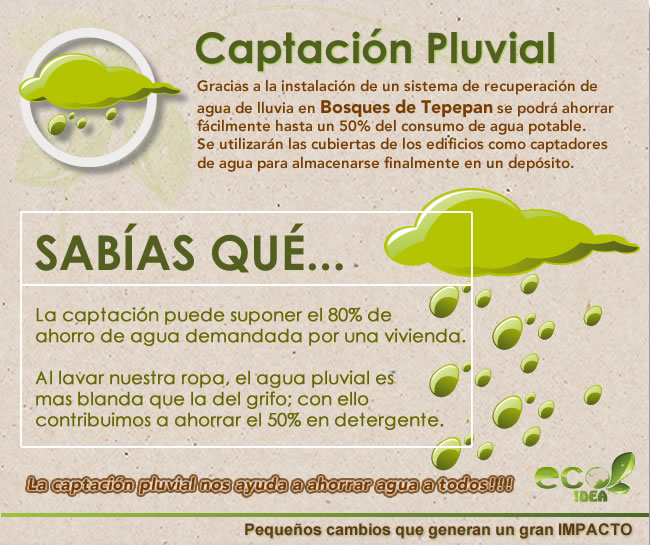 Captación Pluvial
Gracias a la instalación de un sistema de recuperación de
agua de lluvia en Bosques de Tepepan se podrá ahorrar
fácilmente hasta un 50% del consumo de agua potable.
Se utilizarán las cubiertas de los edificios como captadores
de agua para almacenarse finalmente en un depósito.
SABÍAS QUÉ...
La captación puede suponer el 80% de
ahorro de agua demandada por una vivienda.
Al lavar nuestra ropa, el agua pluvial es
mas blanda que la del grifo; con ello
contribuimos a ahorrar el 50% en detergente.
La captación pluvial nos ayuda a ahorrar agua a todos!!!
eco
!DEA
Pequeños cambios que generan un gran IMPACTO